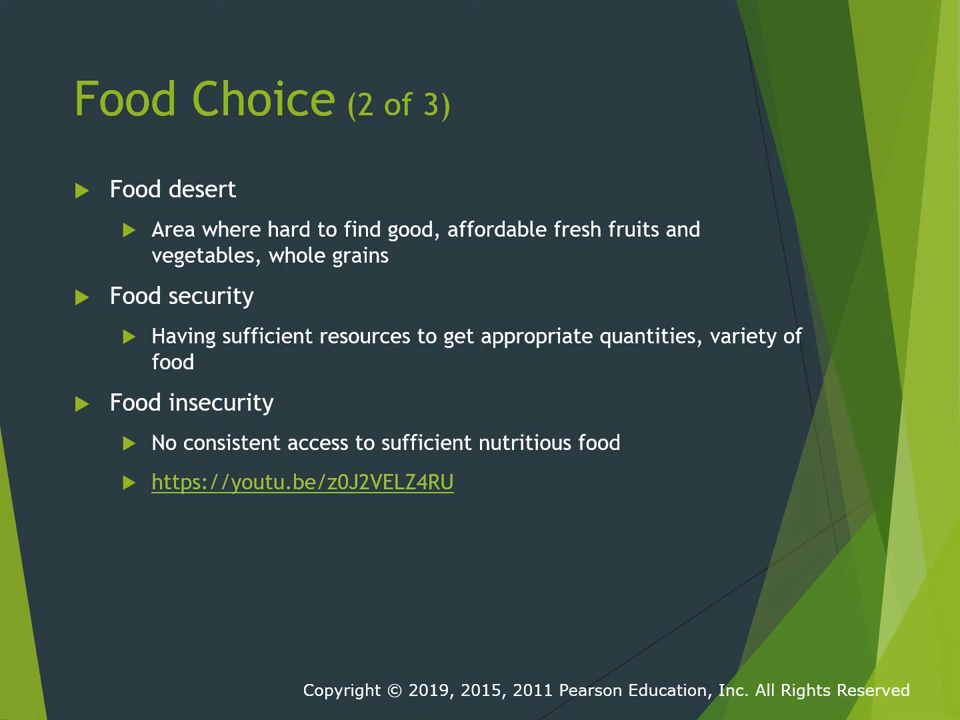 Food Choice (2 of 3)
Food desert
Area where hard to find good, affordable fresh fruits and
vegetables, whole grains
Food security
Having sufficient resources to get appropriate quantities, variety of
food
Food insecurity
No consistent access to sufficient nutritious food
https://youtu.be/z0J2VELZ4RU
Copyright © 2019, 2015, 2011 Pearson Education, Inc. All Rights Reserved